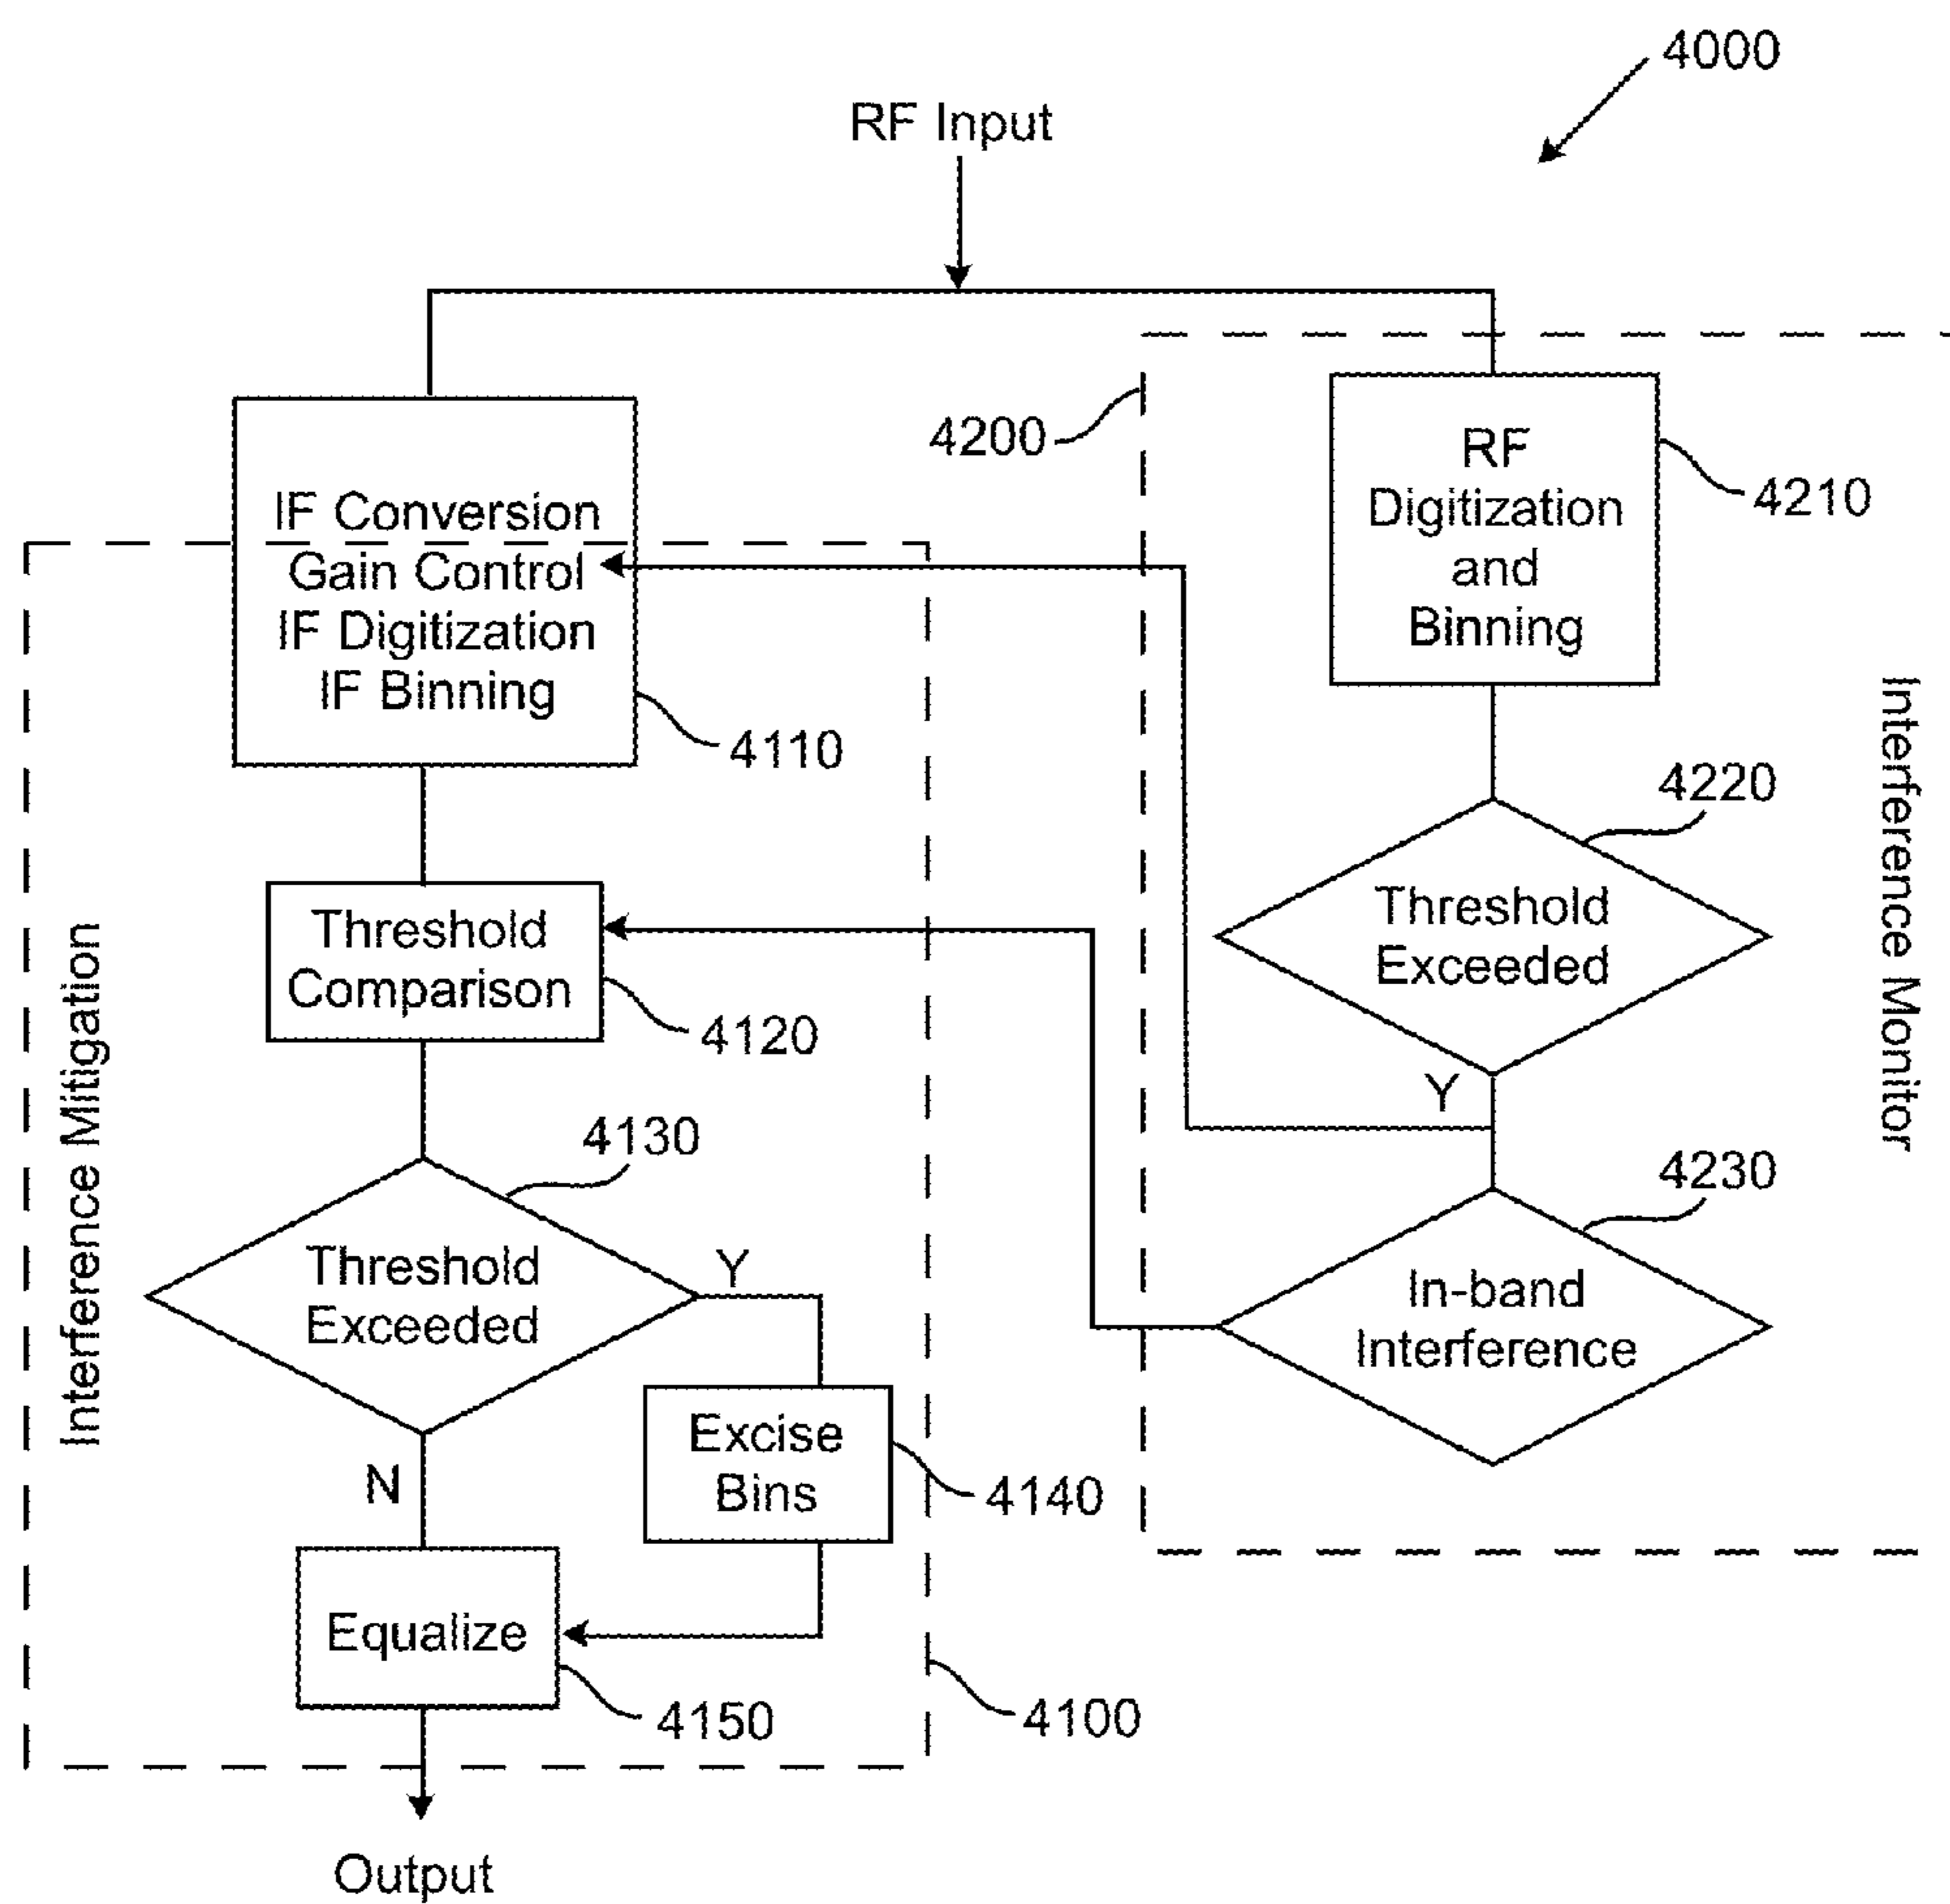 4000
RF Input
4200
RF
Digitization
and
Binning
4210
IF Conversion
Gain Control
IF Digitization
IF Binning
4110
Interference Monitor
4220
Threshold
Exceeded
Y
Threshold
Comparison
4120
Interference Mitigation
4130
Threshold
Exceeded
Y
N
4230
In-band
Interference
Excise
Bins
4140
Equalize
4150
4100
Output